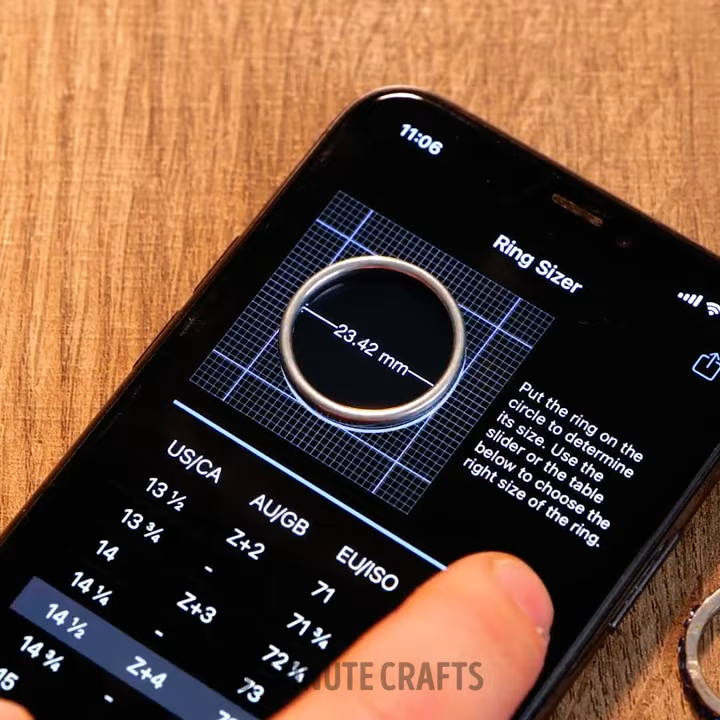 11:06
Ring Sizer
23.42 mm
Put the ring on the
circle to determine
its size. Use the
slider or the table
below to choose the
right size of the ring.
US/CA AU/GB EU/ISO
13 ½ Z+2 71
13 ¾ - 71 ¾
14 Z+3 72 ¼
14 ¼ - 73
14 ½ Z+4
14 ¾ -
15
NUTE CRAFTS